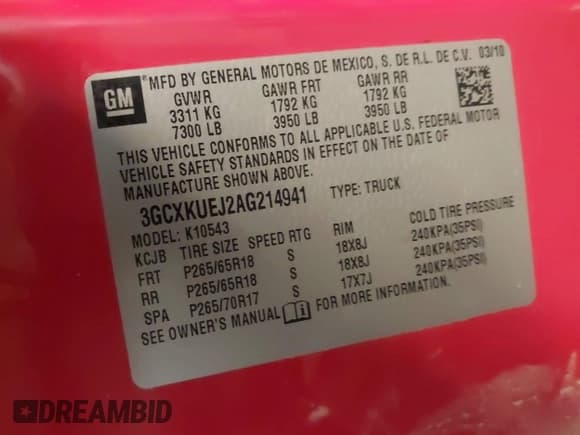 GM
®MFD BY GENERAL MOTORS DE MEXICO, S. DE R.L. DE C.V. 03/10
GVWR GAWR FRT GAWR RR
3311 KG 1792 KG 1792 KG
7300 LB 3950 LB 3950 LB
THIS VEHICLE CONFORMS TO ALL APPLICABLE U.S. FEDERAL MOTOR
VEHICLE SAFETY STANDARDS IN EFFECT ON THE DATE OF
MANUFACTURE SHOWN ABOVE.
3GCXKUEJ2AG214941 TYPE: TRUCK
MODEL: K10543
KCJB TIRE SIZE SPEED RTG RIM COLD TIRE PRESSURE
FRT P265/65R18 S 18X8J 240KPA(35PSI)
RR P265/65R18 S 18X8J 240KPA(35PSI)
SPA P265/70R17 S 17X7J 240KPA(35PSI)
SEE OWNER'S MANUAL i FOR MORE INFORMATION.
DREAMBID